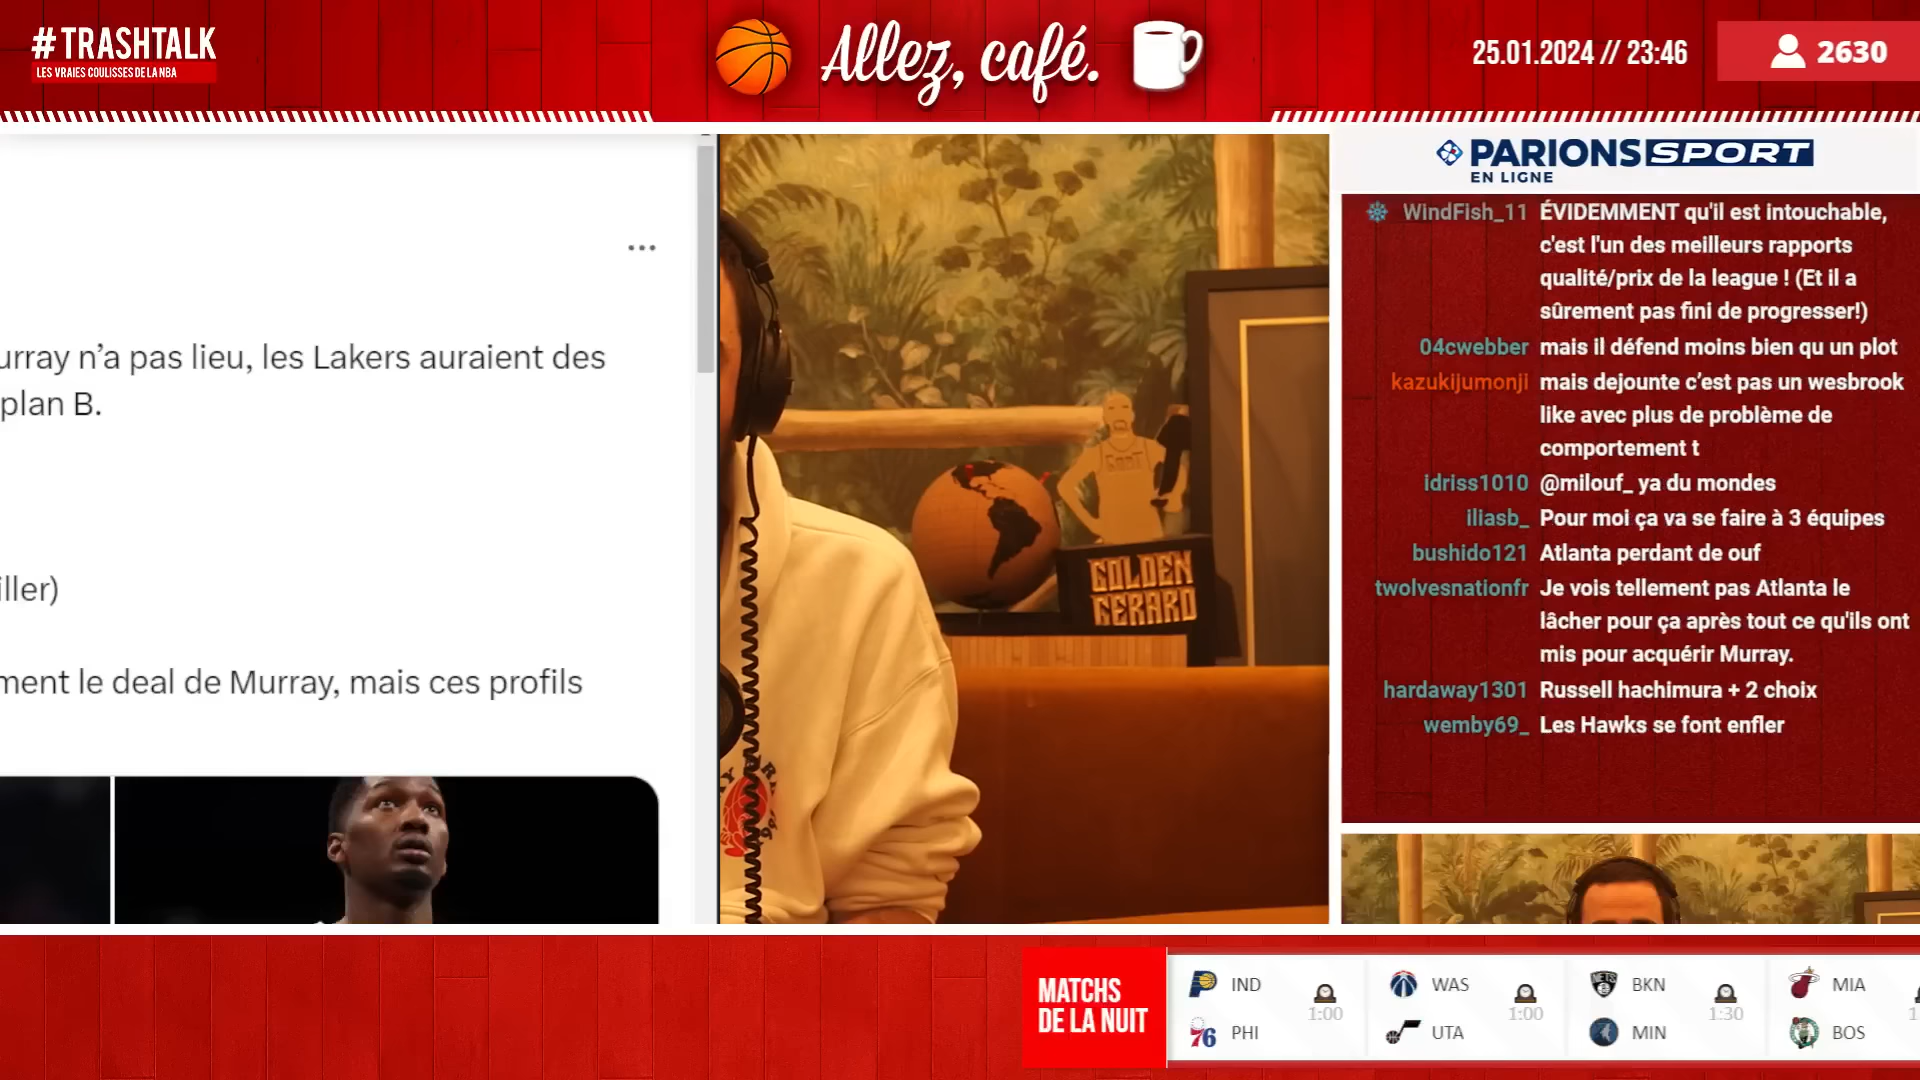 #TRASHTALK
LES VRAIES COULISSES DE LA NBA
Allez, café.
25.01.2024 // 23:46
2630
urray n’a pas lieu, les Lakers auraient des
plan B.
iller)
ment le deal de Murray, mais ces profils
GOAT
GOLDEN
GERARD
PARIONS SPORT
EN LIGNE
WindFish_11 ÉVIDEMMENT qu'il est intouchable,
c'est l'un des meilleurs rapports
qualité/prix de la league ! (Et il a
sûrement pas fini de progresser!)
04cwebber mais il défend moins bien qu un plot
kazukijumonji mais dejounte c’est pas un wesbrook
like avec plus de problème de
comportement t
idriss1010 @milouf_ ya du mondes
iliasb_ Pour moi ça va se faire à 3 équipes
bushido121 Atlanta perdant de ouf
twolvesnationfr Je vois tellement pas Atlanta le
lâcher pour ça après tout ce qu'ils ont
mis pour acquérir Murray.
hardaway1301 Russell hachimura + 2 choix
wemby69_ Les Hawks se font enfler
MATCHS
DE LA NUIT
IND
PHI
1:00
WAS
UTA
1:00
BKN
MIN
1:30
MIA
BOS
NETS
76